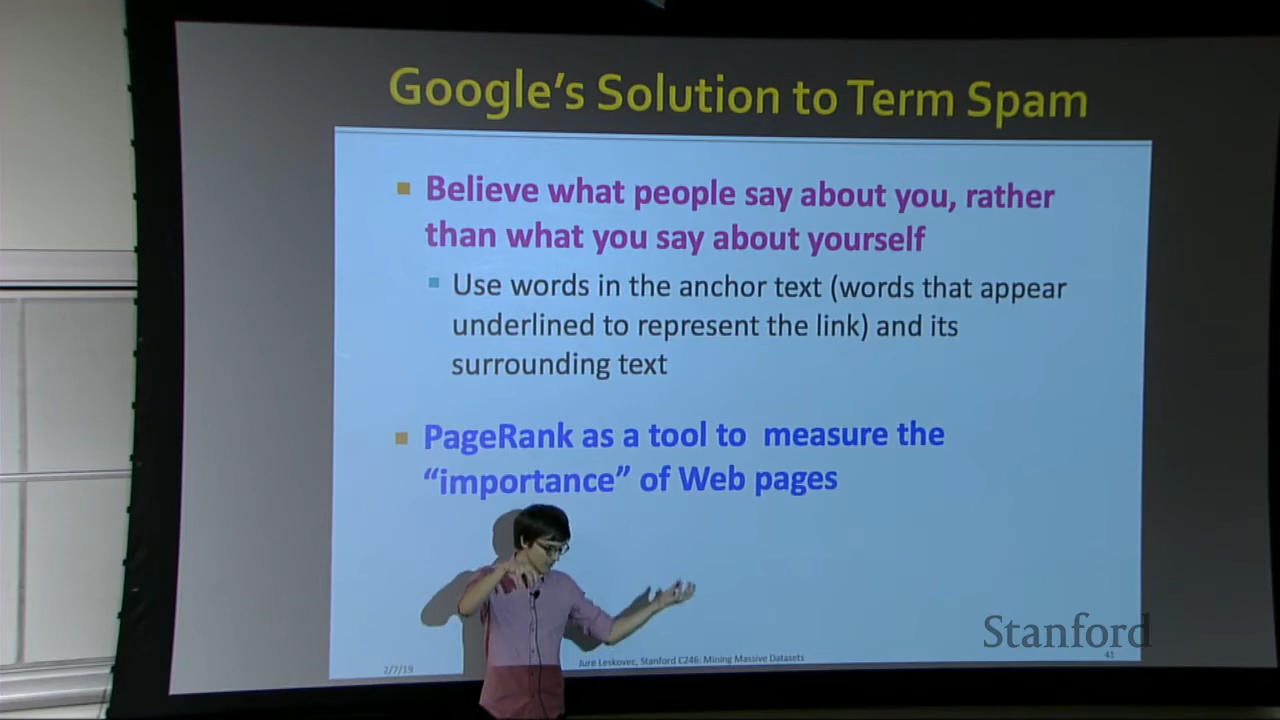 Google's Solution to Term Spam
Believe what people say about you, rather
than what you say about yourself
Use words in the anchor text (words that appear
underlined to represent the link) and its
surrounding text
PageRank as a tool to measure the
“importance” of Web pages
Stanford
2/7/19
Jure Leskovec, Stanford C246: Mining Massive Datasets
41